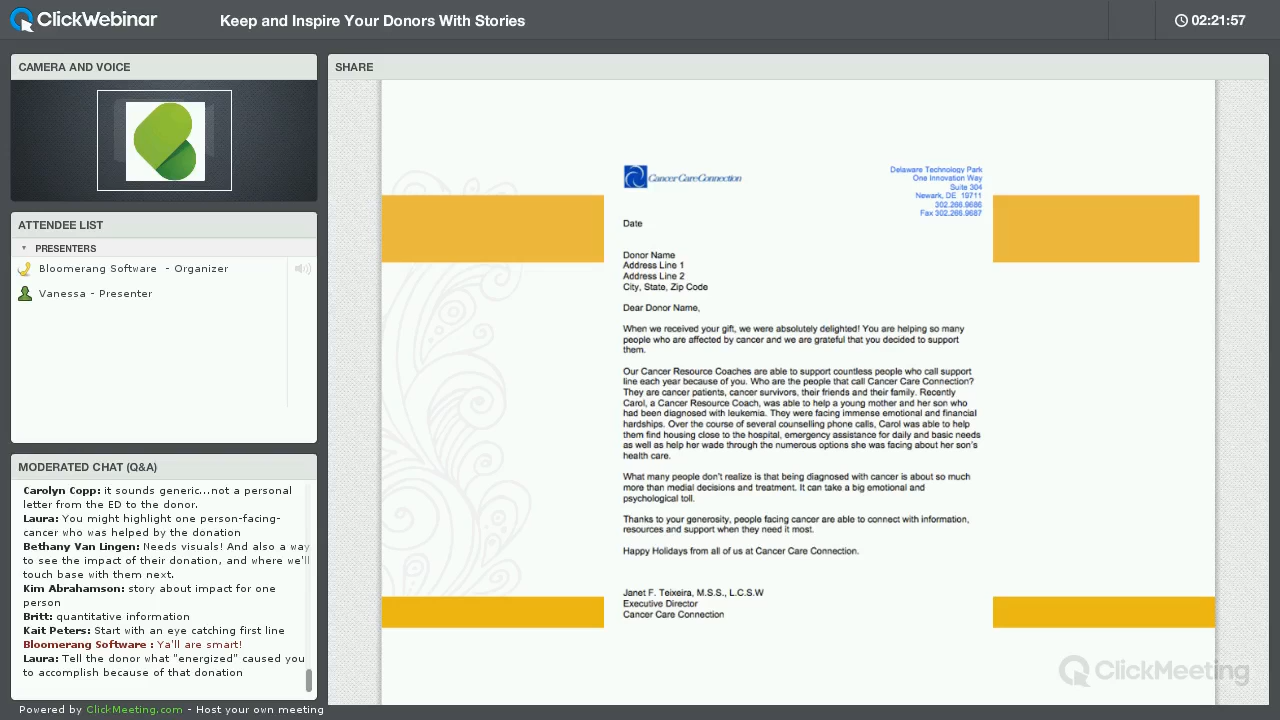 ClickWebinar
Keep and Inspire Your Donors With Stories
02:21:57
CAMERA AND VOICE
ATTENDEE LIST
PRESENTERS
Bloomerang Software - Organizer
Vanessa - Presenter
MODERATED CHAT (Q&A)
Carolyn Copp: it sounds generic...not a personal
letter from the ED to the donor.
Laura: You might highlight one person-facing-
cancer who was helped by the donation
Bethany Van Lingen: Needs visuals! And also a way
to see the impact of their donation, and where we'll
touch base with them next.
Kim Abrahamson: story about impact for one
person
Britt: quantitative information
Kait Peters: Start with an eye catching first line
Bloomerang Software : Ya'll are smart!
Laura: Tell the donor what "energized" caused you
to accomplish because of that donation
Powered by ClickMeeting.com - Host your own meeting
SHARE
CancerCareConnection
Delaware Technology Park
One Innovation Way
Suite 304
Newark, DE 19711
302.266.9686
Fax 302.266.9687
Date
Donor Name
Address Line 1
Address Line 2
City, State, Zip Code
Dear Donor Name,
When we received your gift, we were absolutely delighted! You are helping so many
people who are affected by cancer and we are grateful that you decided to support
them.
Our Cancer Resource Coaches are able to support countless people who call support
line each year because of you. Who are the people that call Cancer Care Connection?
They are cancer patients, cancer survivors, their friends and their family. Recently
Carol, a Cancer Resource Coach, was able to help a young mother and her son who
had been diagnosed with leukemia. They were facing immense emotional and financial
hardships. Over the course of several counselling phone calls, Carol was able to help
them find housing close to the hospital, emergency assistance for daily and basic needs
as well as help her wade through the numerous options she was facing about her son's
health care.
What many people don't realize is that being diagnosed with cancer is about so much
more than medial decisions and treatment. It can take a big emotional and
psychological toll.
Thanks to your generosity, people facing cancer are able to connect with information,
resources and support when they need it most.
Happy Holidays from all of us at Cancer Care Connection.
Janet F. Teixeira, M.S.S., L.C.S.W
Executive Director
Cancer Care Connection
ClickMeeting